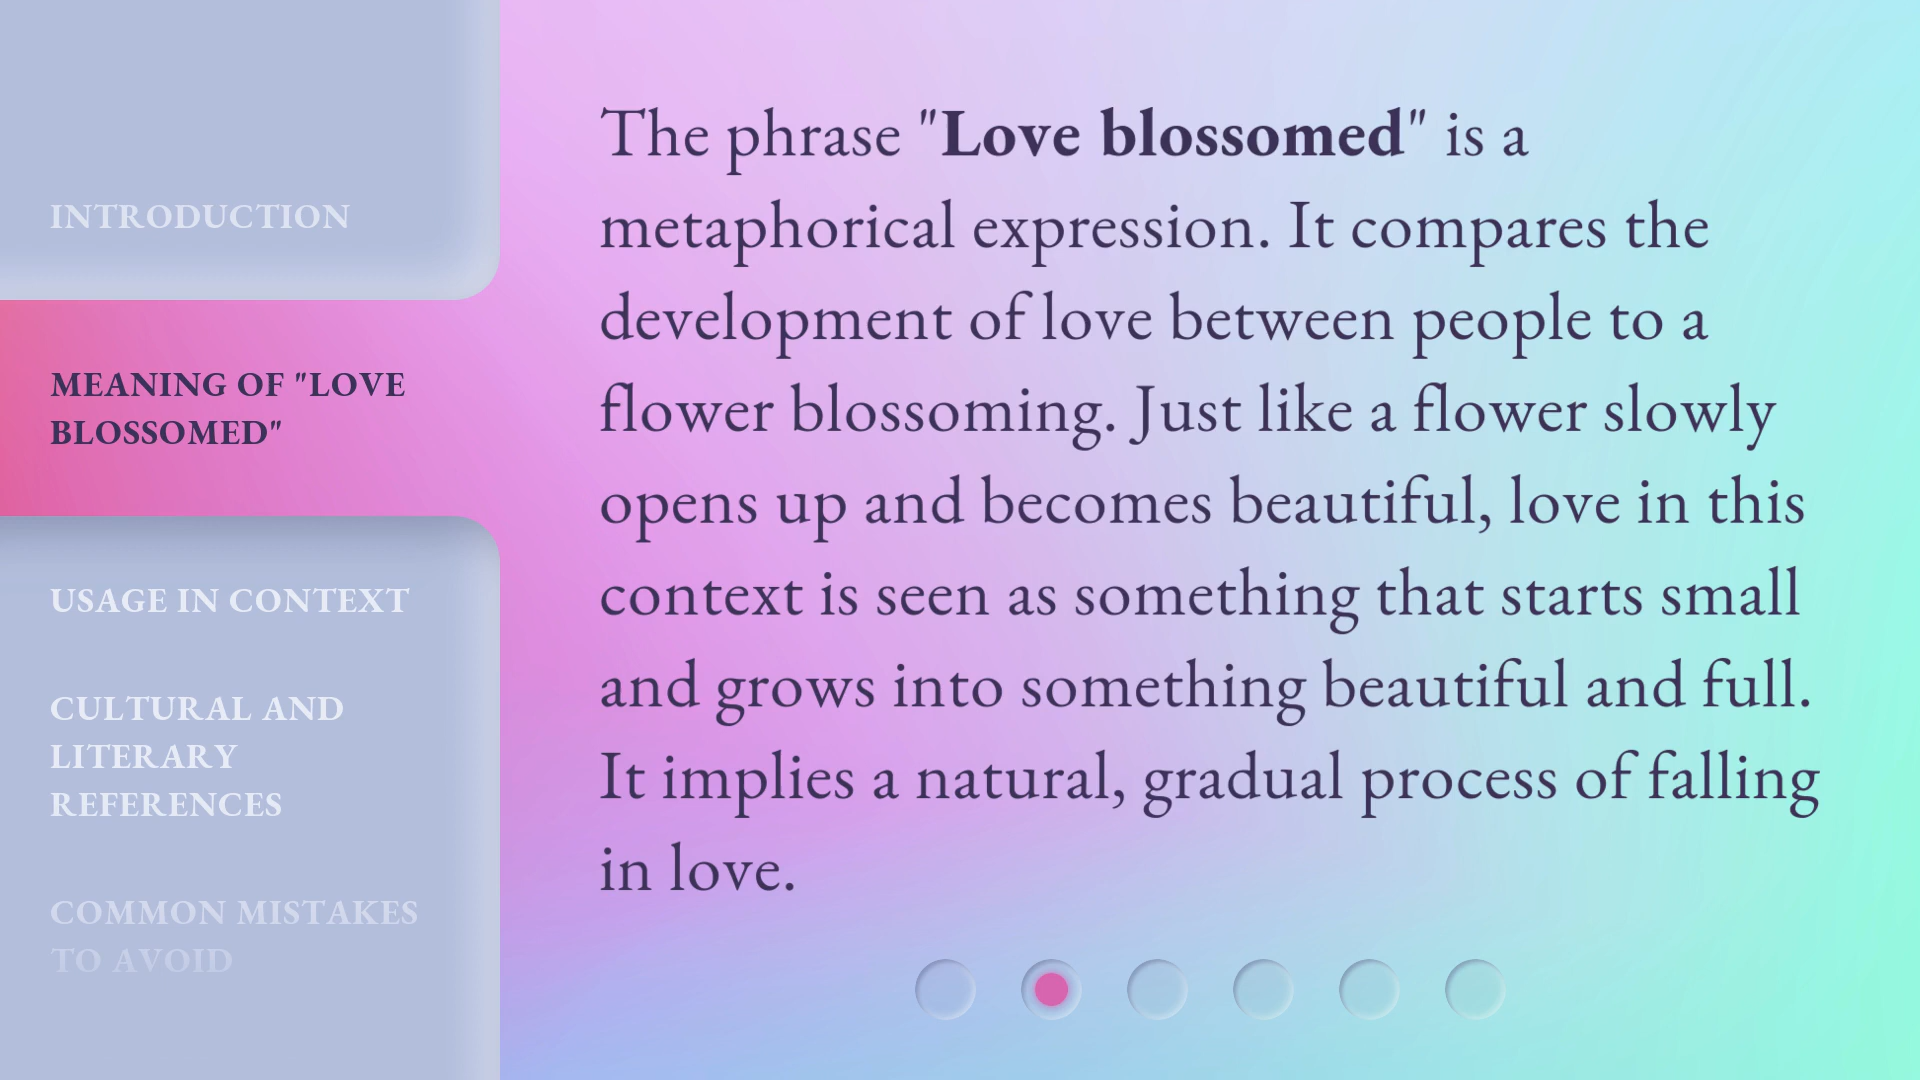 INTRODUCTION
MEANING OF "LOVE
BLOSSOMED"
USAGE IN CONTEXT
CULTURAL AND
LITERARY
REFERENCES
COMMON MISTAKES
TO AVOID
The phrase "Love blossomed" is a
metaphorical expression. It compares the
development of love between people to a
flower blossoming. Just like a flower slowly
opens up and becomes beautiful, love in this
context is seen as something that starts small
and grows into something beautiful and full.
It implies a natural, gradual process of falling
in love.